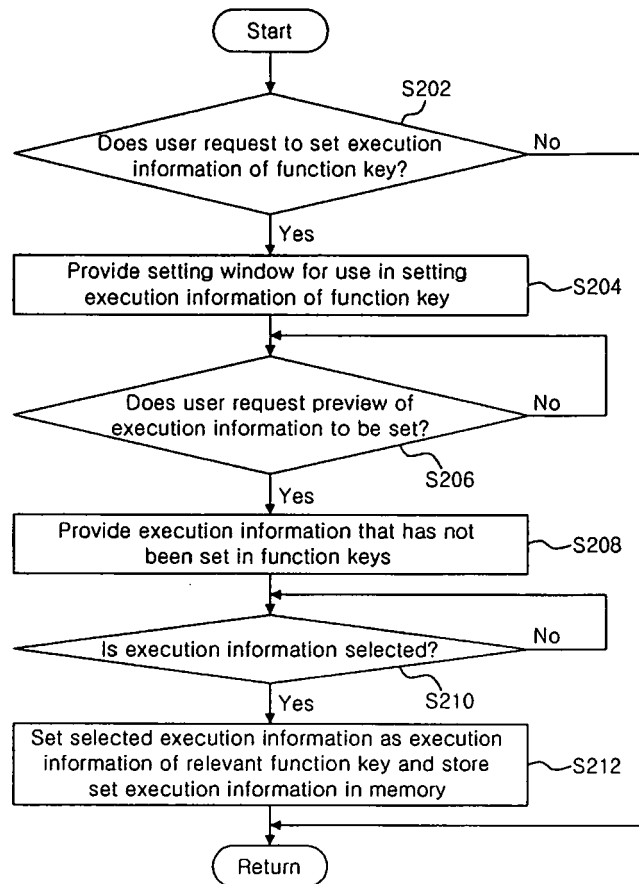 Start
S202
Does user request to set execution
information of function key?
No
Yes
Provide setting window for use in setting
execution information of function key
S204
Does user request preview of
execution information to be set?
No
S206
Yes
Provide execution information that has not
been set in function keys
S208
Is execution information selected?
No
S210
Yes
Set selected execution information as execution
information of relevant function key and store
set execution information in memory
S212
Return